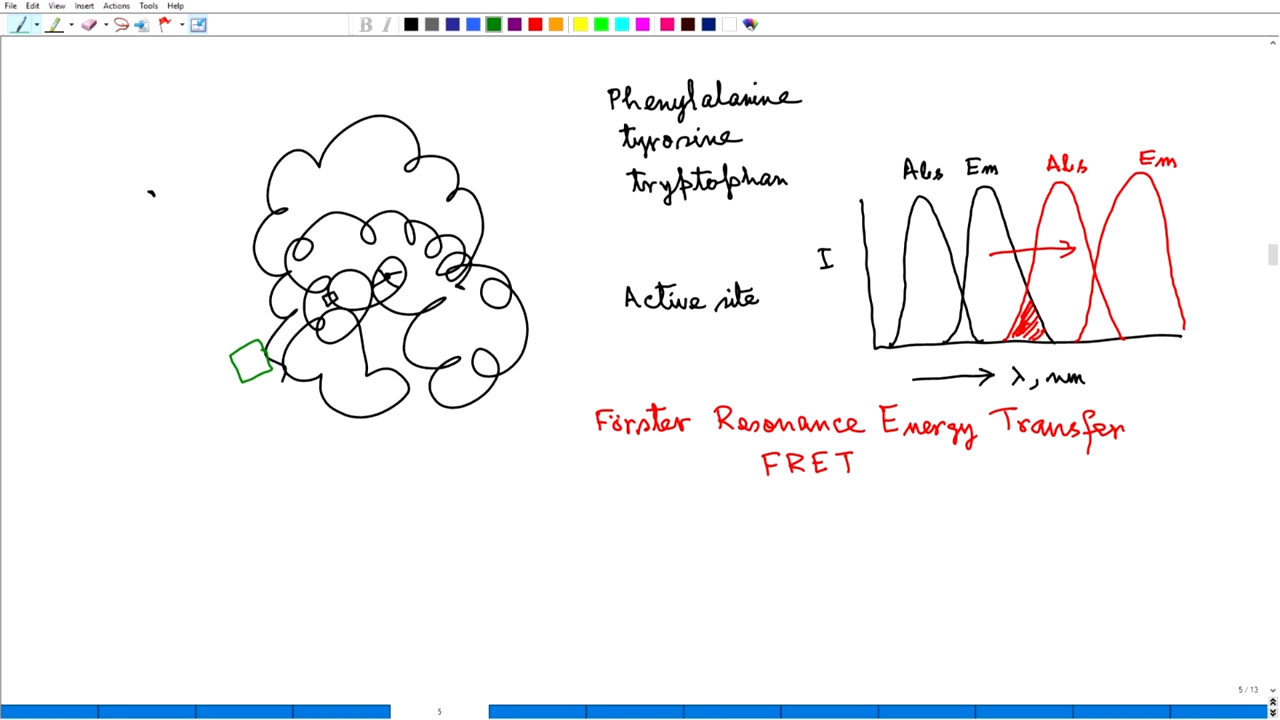 File Edit View Insert Actions Tools Help
B I
Phenylalanine
tyrosine
tryptophan
Abs Em Abs Em
I
Active site
λ, nm
Förster Resonance Energy Transfer
FRET
5 / 13
5